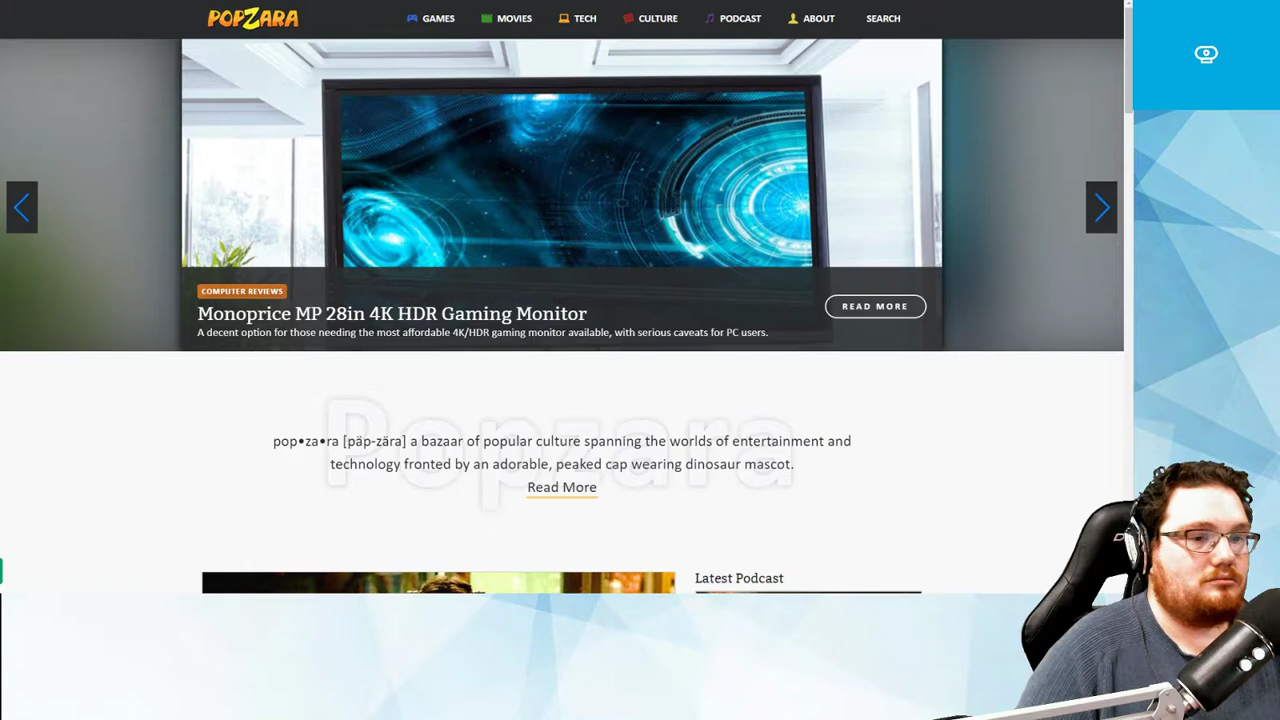 POPZARA
GAMES MOVIES TECH CULTURE PODCAST ABOUT SEARCH
COMPUTER REVIEWS
Monoprice MP 28in 4K HDR Gaming Monitor
A decent option for those needing the most affordable 4K/HDR gaming monitor available, with serious caveats for PC users.
READ MORE
Popzara
pop•za•ra [päp-zära] a bazaar of popular culture spanning the worlds of entertainment and
technology fronted by an adorable, peaked cap wearing dinosaur mascot.
Read More
Latest Podcast